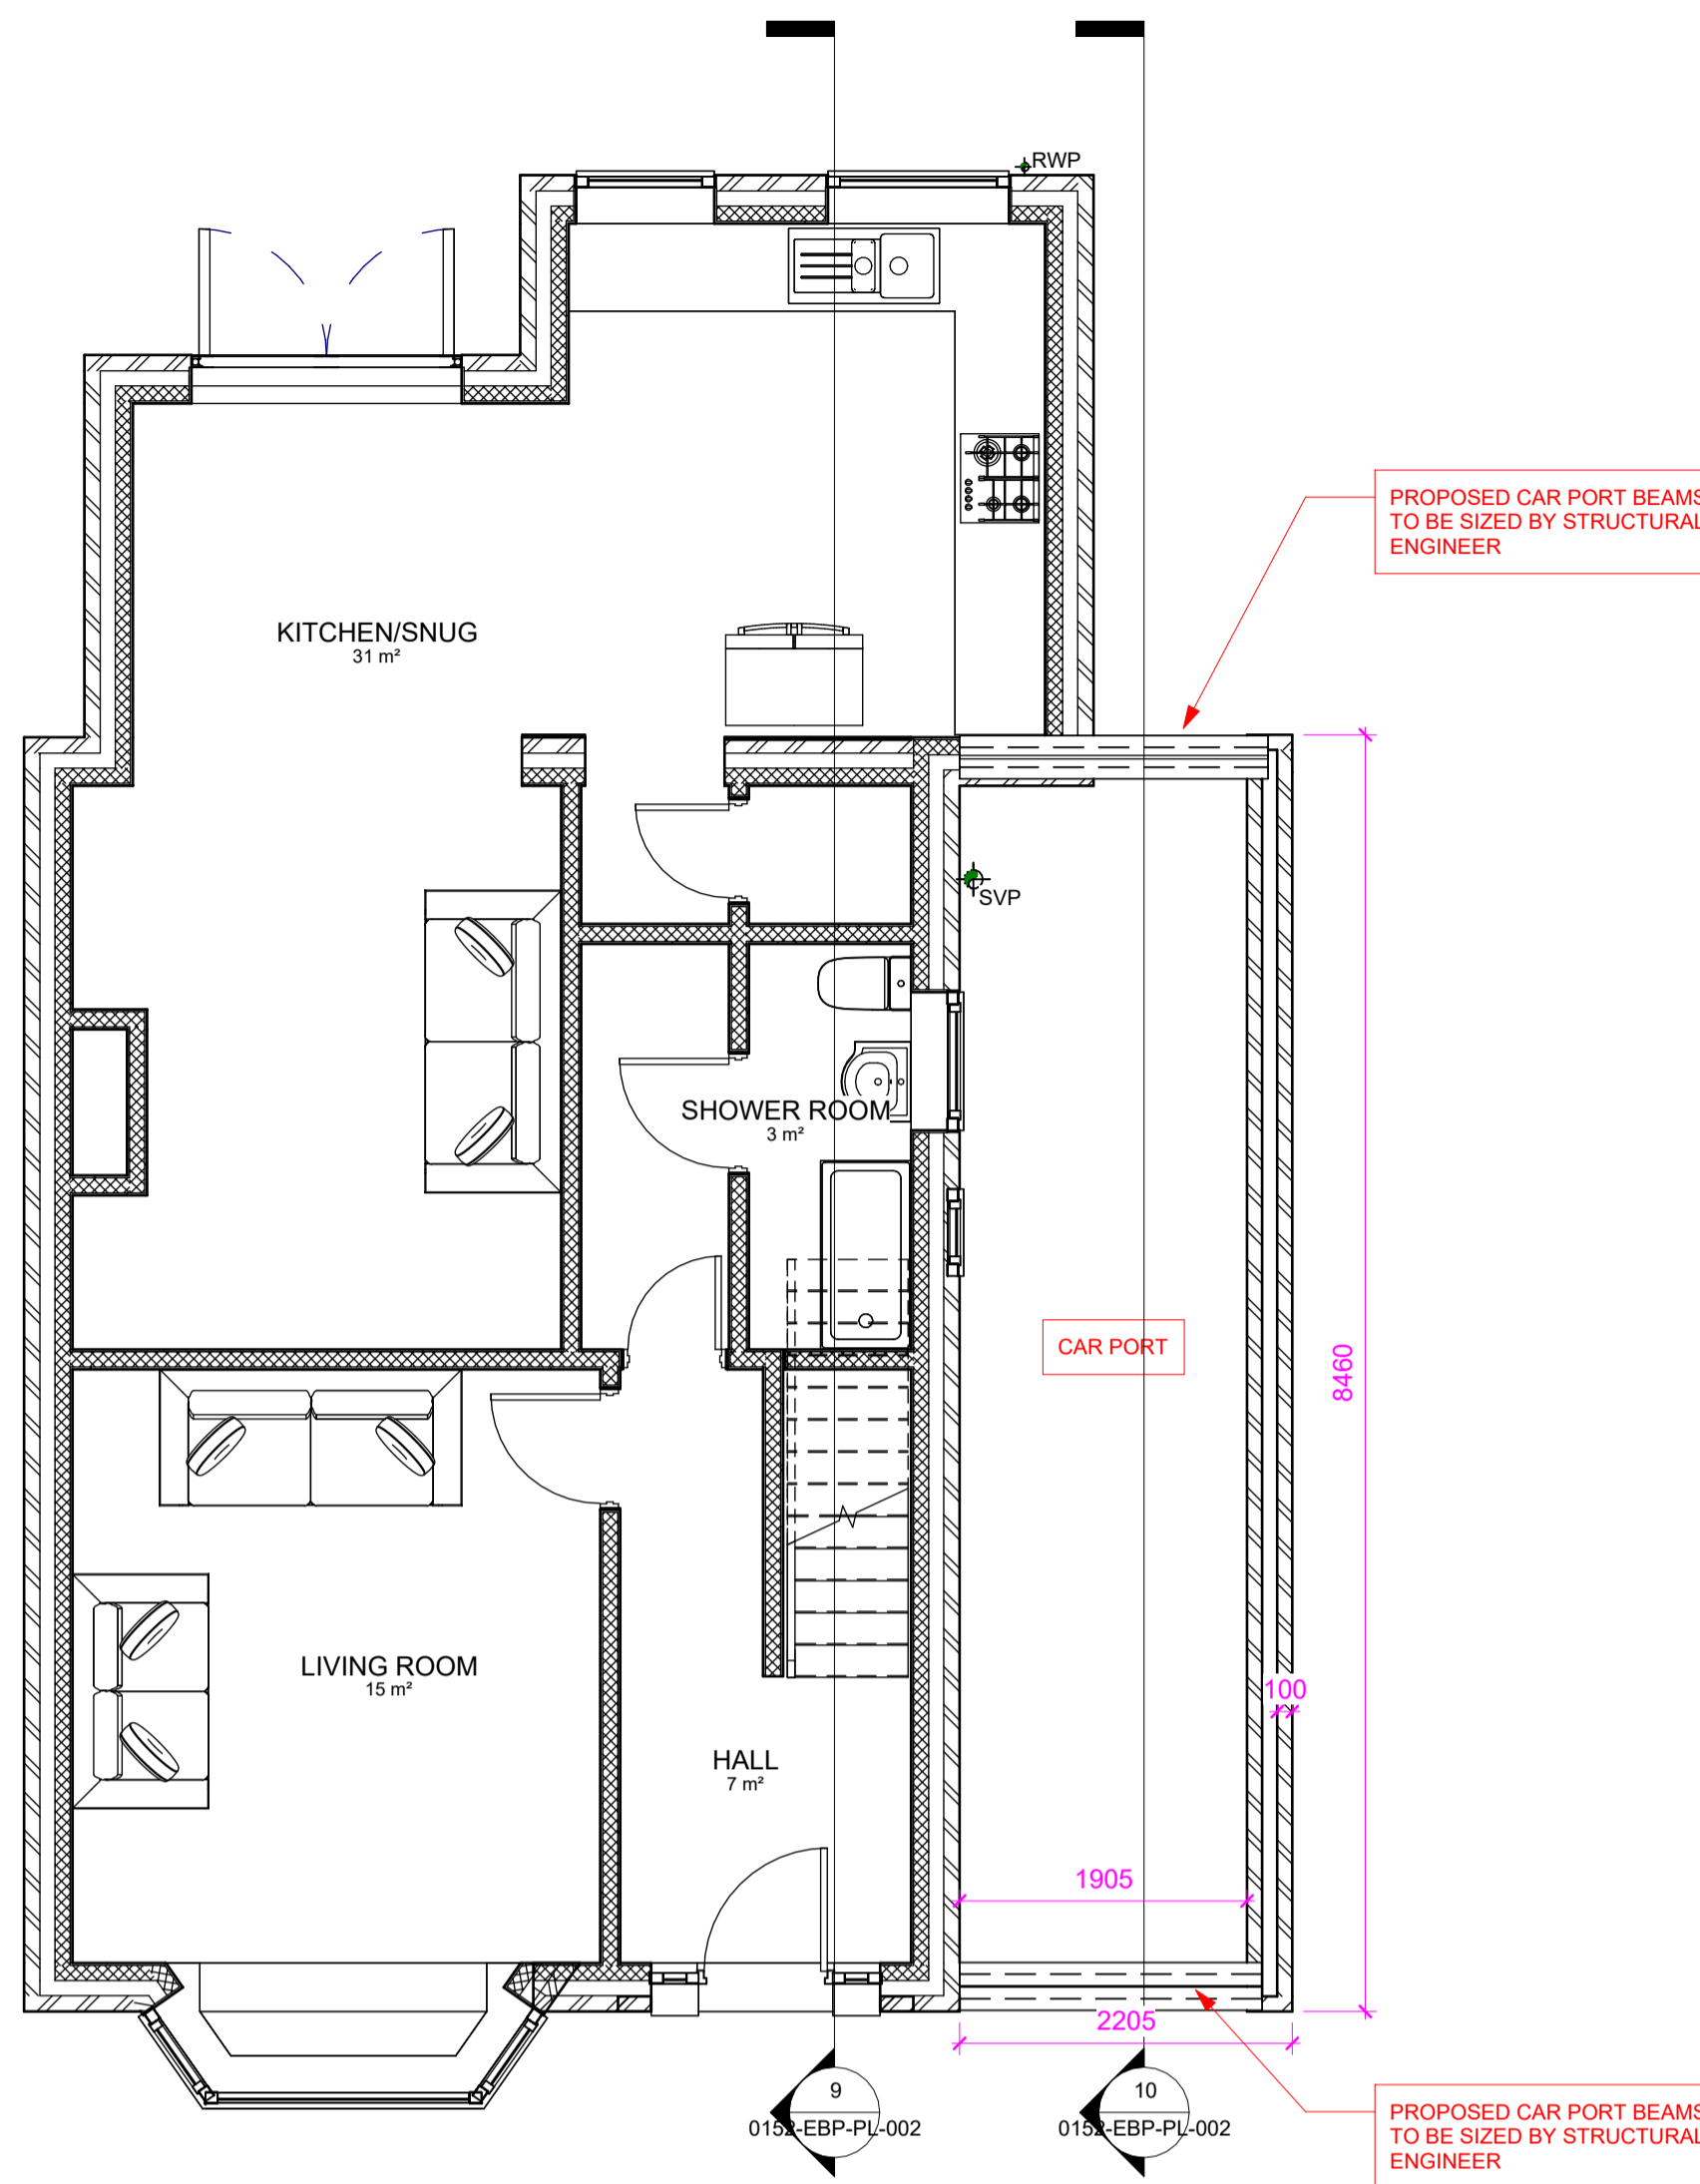 RWP
PROPOSED CAR PORT BEAMS
TO BE SIZED BY STRUCTURAL
ENGINEER
KITCHEN/SNUG
31 m²
SVP
SHOWER ROOM
3 m²
CAR PORT
8460
LIVING ROOM
15 m²
100
HALL
7 m²
1905
2205
9
0152-EBP-PL-002
10
0152-EBP-PL-002
PROPOSED CAR PORT BEAMS
TO BE SIZED BY STRUCTURAL
ENGINEER